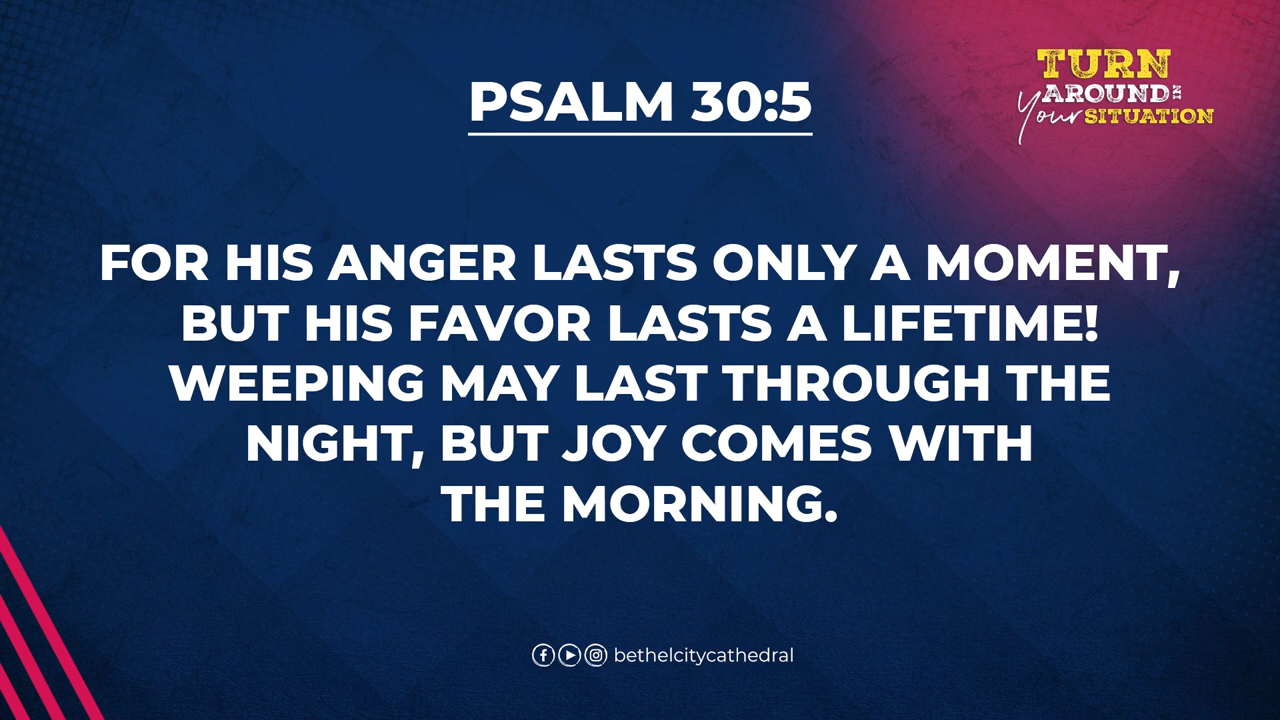 PSALM 30:5
TURN
AROUND IN
Your SITUATION
FOR HIS ANGER LASTS ONLY A MOMENT,
BUT HIS FAVOR LASTS A LIFETIME!
WEEPING MAY LAST THROUGH THE
NIGHT, BUT JOY COMES WITH
THE MORNING.
bethelcitycathedral